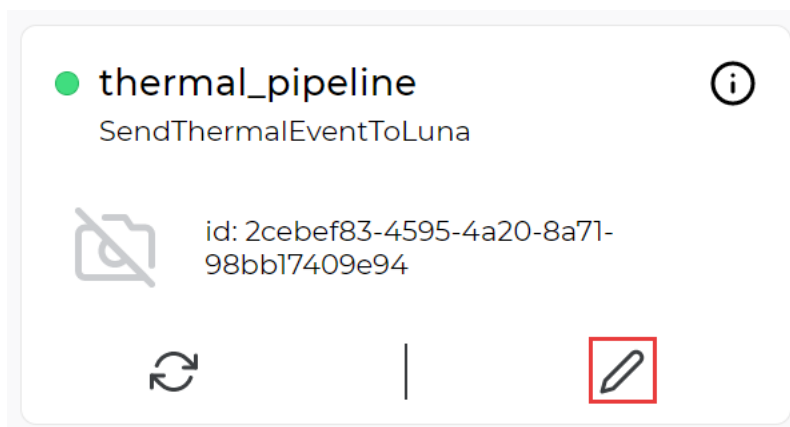 thermal_pipeline
SendThermalEventToLuna
id: 2cebef83-4595-4a20-8a71-
98bb17409e94